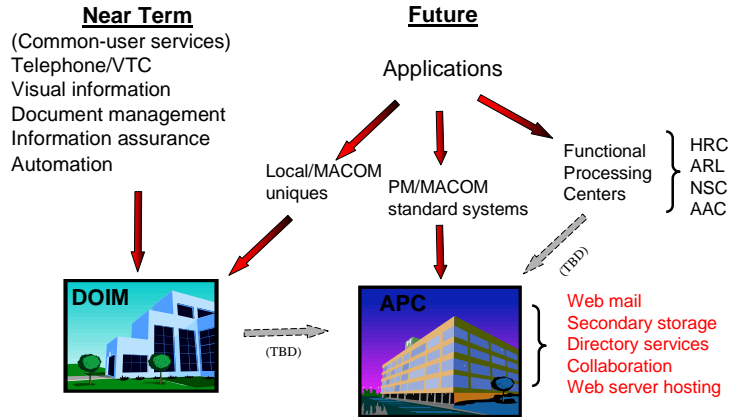 Near Term
(Common-user services)
Telephone/VTC
Visual information
Document management
Information assurance
Automation
Future
Applications
Local/MACOM
uniques
PM/MACOM
standard systems
Functional
Processing
Centers
HRC
ARL
NSC
AAC
(TBD)
DOIM
(TBD)
APC
Web mail
Secondary storage
Directory services
Collaboration
Web server hosting